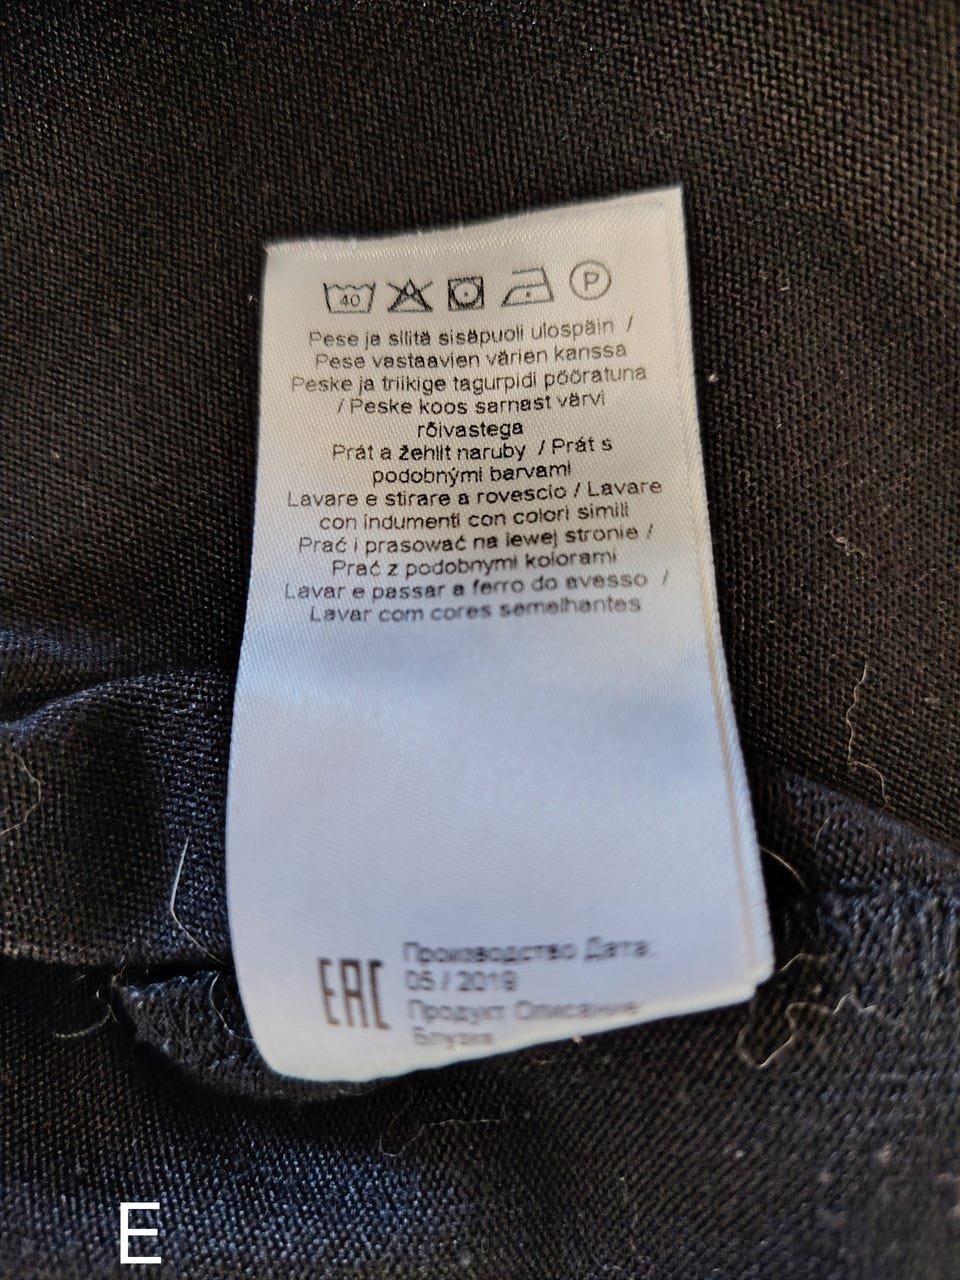 40 P
Pese ja silitä sisäpuoli ulospäin /
Pese vastaavien värien kanssa
Peske ja triikige tagurpidi pööratuna
/ Peske koos sarnast värvi
rõivastega
Prát a žehlit naruby / Prát s
podobnými barvami
Lavare e stirare a rovescio / Lavare
con indumenti con colori simili
Prać i prasować na lewej stronie /
Prać z podobnymi kolorami
Lavar e passar a ferro do avesso /
Lavar com cores semelhantes
EAC
Производство Дата:
05 / 2019
Продукт Описание
Блузка
E